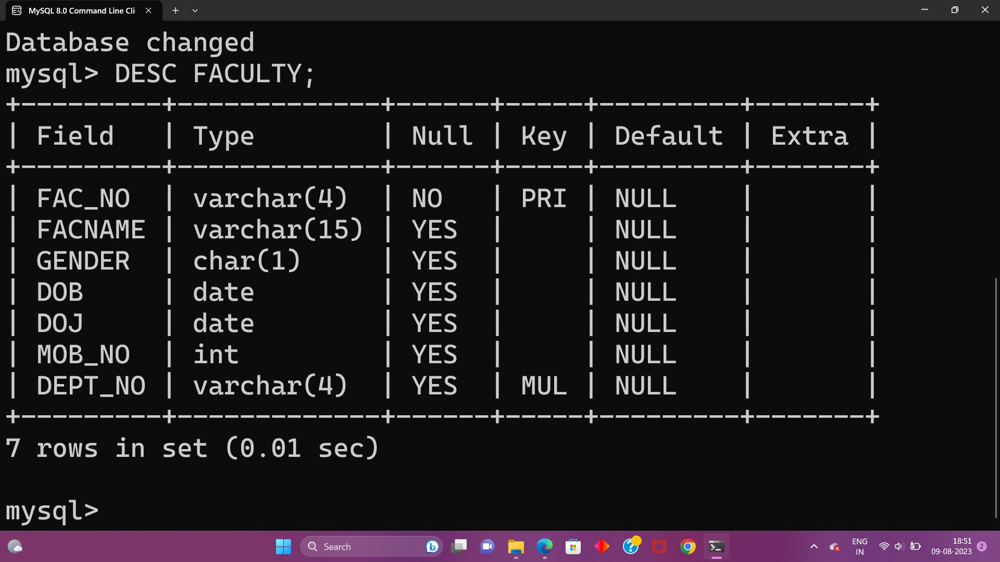 MySQL 8.0 Command Line Cli
Database changed
mysql> DESC FACULTY;
+---------+-------------+------+-----+---------+-------+
| Field   | Type        | Null | Key | Default | Extra |
+---------+-------------+------+-----+---------+-------+
| FAC_NO  | varchar(4)  | NO   | PRI | NULL    |       |
| FACNAME | varchar(15) | YES  |     | NULL    |       |
| GENDER  | char(1)     | YES  |     | NULL    |       |
| DOB     | date        | YES  |     | NULL    |       |
| DOJ     | date        | YES  |     | NULL    |       |
| MOB_NO  | int         | YES  |     | NULL    |       |
| DEPT_NO | varchar(4)  | YES  | MUL | NULL    |       |
+---------+-------------+------+-----+---------+-------+
7 rows in set (0.01 sec)
mysql>
Search
ENG
IN
18:51
09-08-2023
2